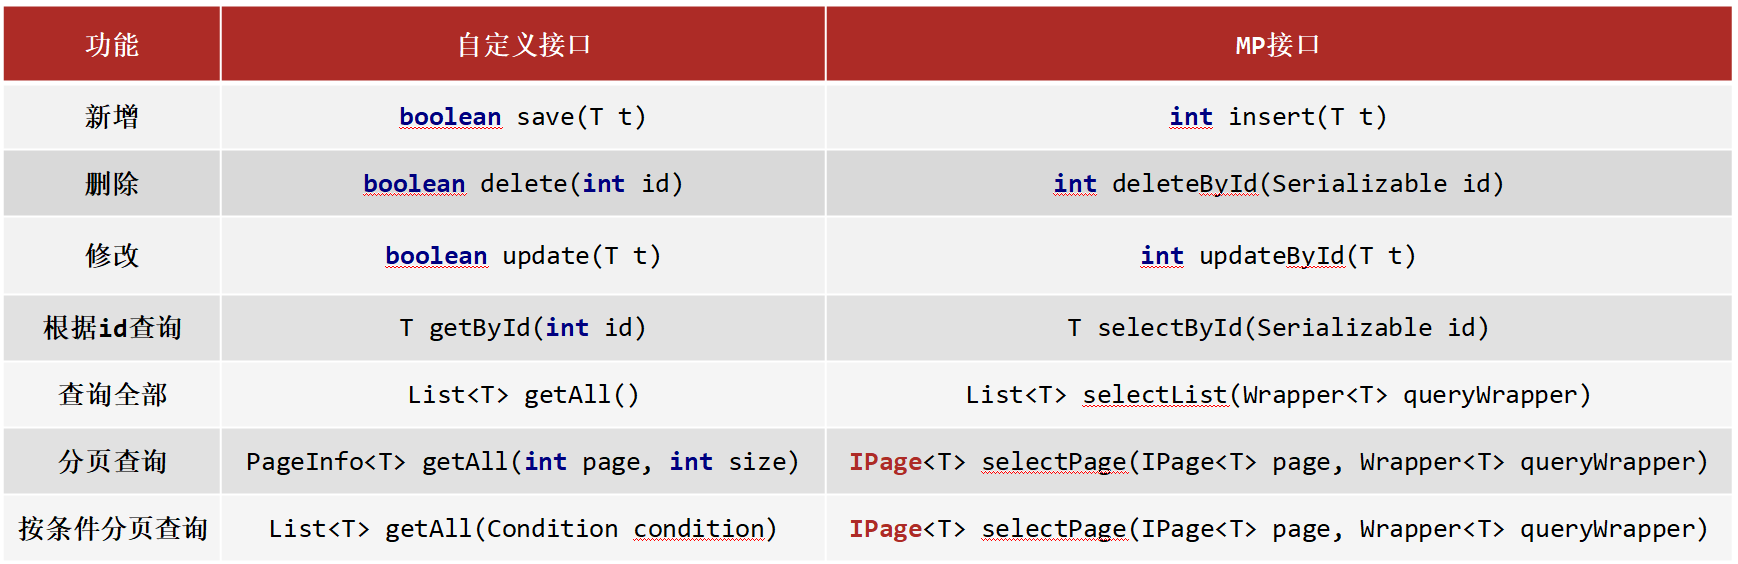 功能 自定义接口 MP接口
新增 boolean save(T t) int insert(T t)
删除 boolean delete(int id) int deleteById(Serializable id)
修改 boolean update(T t) int updateById(T t)
根据id查询 T getById(int id) T selectById(Serializable id)
查询全部 List<T> getAll() List<T> selectList(Wrapper<T> queryWrapper)
分页查询 PageInfo<T> getAll(int page, int size) IPage<T> selectPage(IPage<T> page, Wrapper<T> queryWrapper)
按条件分页查询 List<T> getAll(Condition condition) IPage<T> selectPage(IPage<T> page, Wrapper<T> queryWrapper)